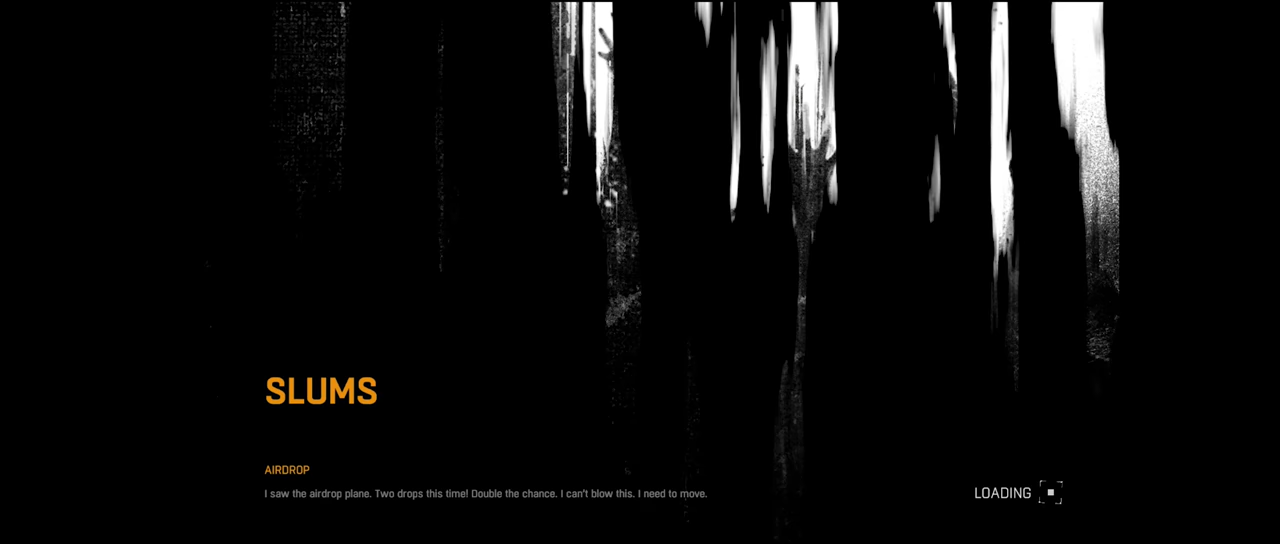 SLUMS
AIRDROP
I saw the airdrop plane. Two drops this time! Double the chance. I can't blow this. I need to move.
LOADING